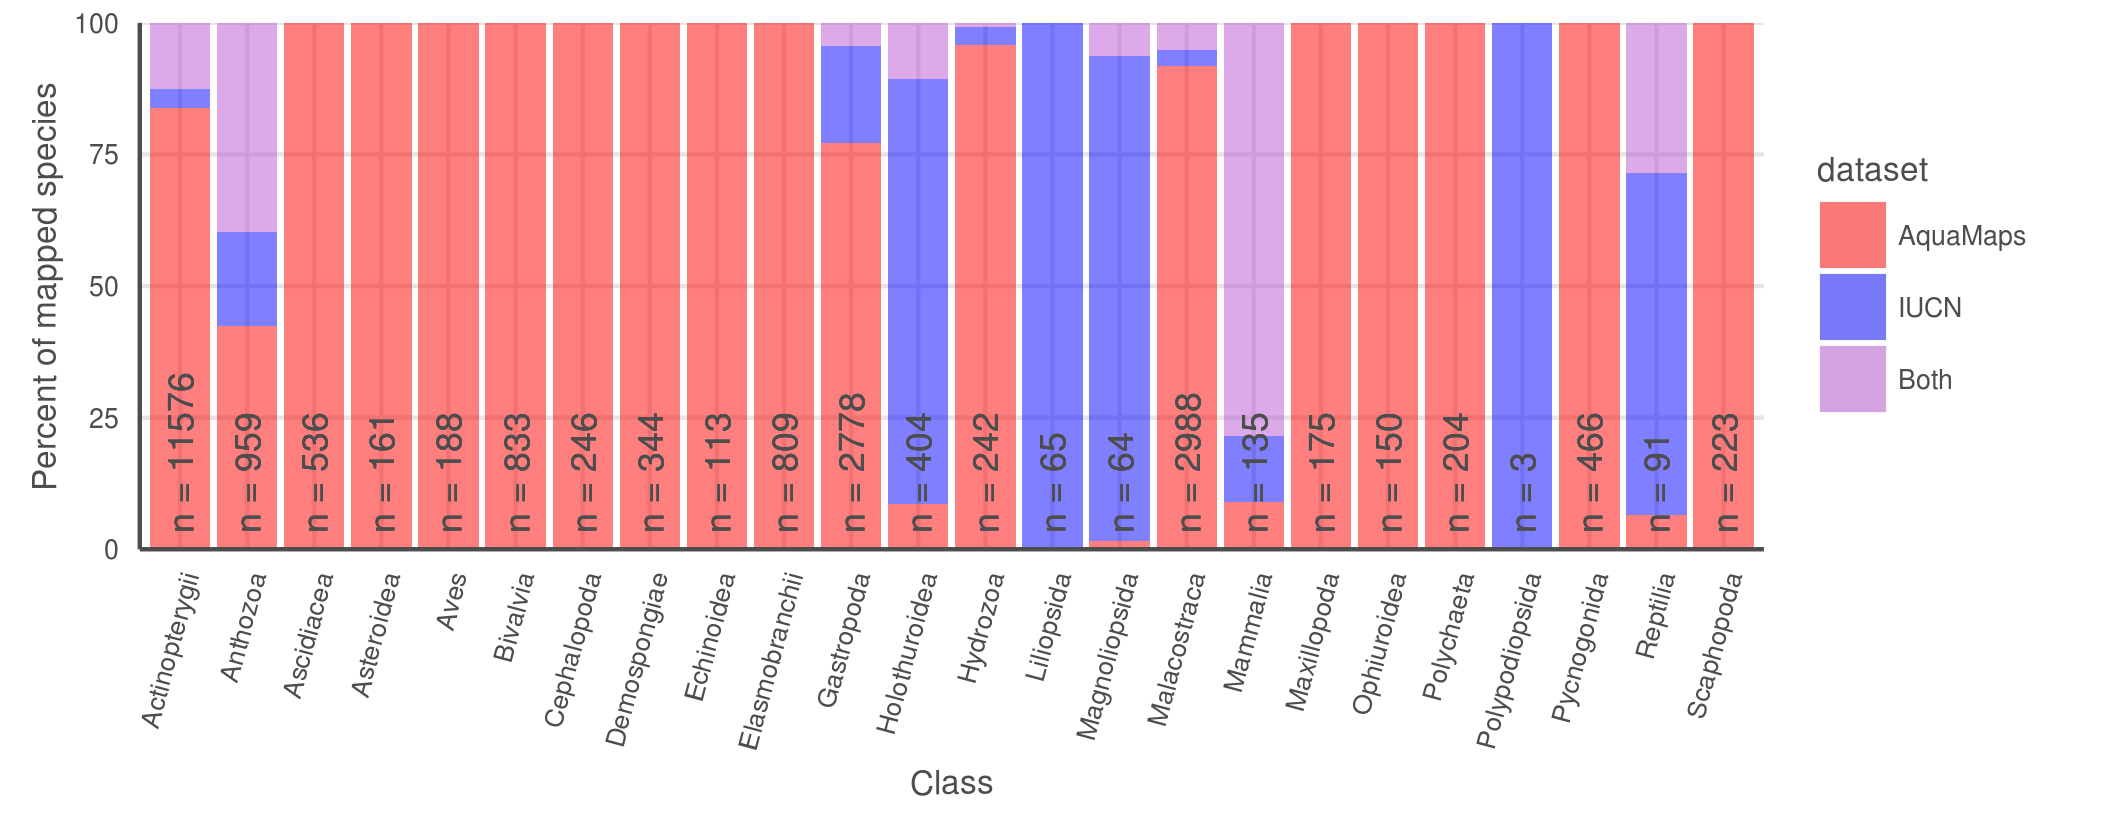 Percent of mapped species
100
75
50
25
0
n = 11576
n = 959
n = 536
n = 161
n = 188
n = 833
n = 246
n = 344
n = 113
n = 809
n = 2778
n = 404
n = 242
n = 65
n = 64
n = 2988
n = 135
n = 175
n = 150
n = 204
n = 3
n = 466
n = 91
n = 223
Actinopterygii
Anthozoa
Ascidiacea
Asteroidea
Aves
Bivalvia
Cephalopoda
Demospongiae
Echinoidea
Elasmobranchii
Gastropoda
Holothuroidea
Hydrozoa
Liliopsida
Magnoliopsida
Malacostraca
Mammalia
Maxillopoda
Ophiuroidea
Polychaeta
Polypodiopsida
Pycnogonida
Reptilia
Scaphopoda
Class
dataset
AquaMaps
IUCN
Both